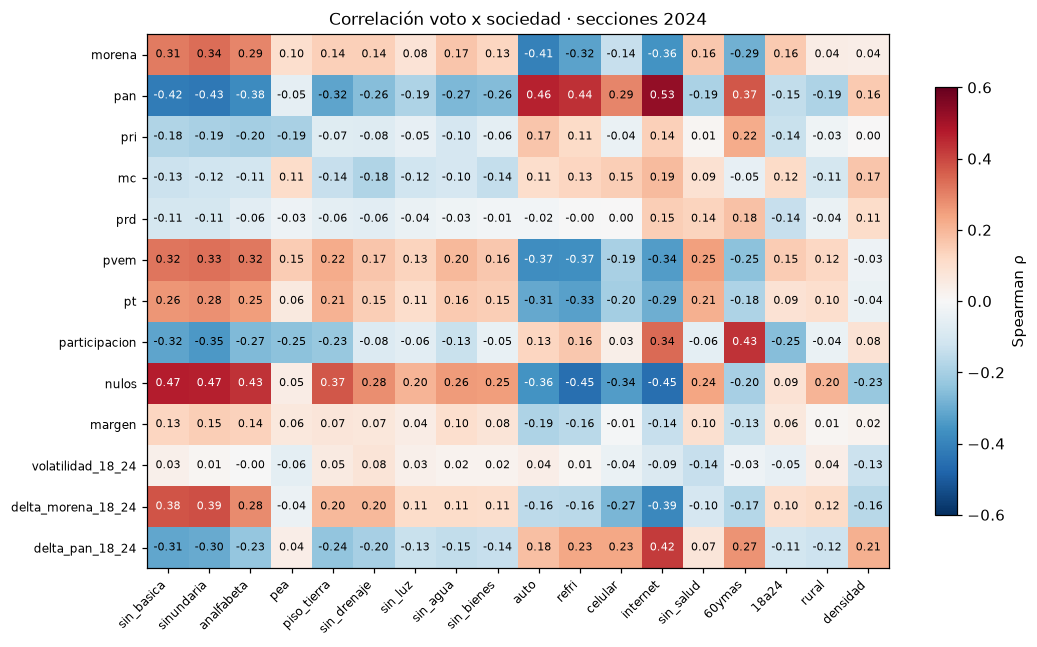 Correlación voto x sociedad · secciones 2024
morena 0.31 0.34 0.29 0.10 0.14 0.14 0.08 0.17 0.13 -0.41 -0.32 -0.14 -0.36 0.16 -0.29 0.16 0.04 0.04
pan -0.42 -0.43 -0.38 -0.05 -0.32 -0.26 -0.19 -0.27 -0.26 0.46 0.44 0.29 0.53 -0.19 0.37 -0.15 -0.19 0.16
pri -0.18 -0.19 -0.20 -0.19 -0.07 -0.08 -0.05 -0.10 -0.06 0.17 0.11 -0.04 0.14 0.01 0.22 -0.14 -0.03 0.00
mc -0.13 -0.12 -0.11 0.11 -0.14 -0.18 -0.12 -0.10 -0.14 0.11 0.13 0.15 0.19 0.09 -0.05 0.12 -0.11 0.17
prd -0.11 -0.11 -0.06 -0.03 -0.06 -0.06 -0.04 -0.03 -0.01 -0.02 -0.00 0.00 0.15 0.14 0.18 -0.14 -0.04 0.11
pvem 0.32 0.33 0.32 0.15 0.22 0.17 0.13 0.20 0.16 -0.37 -0.37 -0.19 -0.34 0.25 -0.25 0.15 0.12 -0.03
pt 0.26 0.28 0.25 0.06 0.21 0.15 0.11 0.16 0.15 -0.31 -0.33 -0.20 -0.29 0.21 -0.18 0.09 0.10 -0.04
participacion -0.32 -0.35 -0.27 -0.25 -0.23 -0.08 -0.06 -0.13 -0.05 0.13 0.16 0.03 0.34 -0.06 0.43 -0.25 -0.04 0.08
nulos 0.47 0.47 0.43 0.05 0.37 0.28 0.20 0.26 0.25 -0.36 -0.45 -0.34 -0.45 0.24 -0.20 0.09 0.20 -0.23
margen 0.13 0.15 0.14 0.06 0.07 0.07 0.04 0.10 0.08 -0.19 -0.16 -0.01 -0.14 0.10 -0.13 0.06 0.01 0.02
volatilidad_18_24 0.03 0.01 -0.00 -0.06 0.05 0.08 0.03 0.02 0.02 0.04 0.01 -0.04 -0.09 -0.14 -0.03 -0.05 0.04 -0.13
delta_morena_18_24 0.38 0.39 0.28 -0.04 0.20 0.20 0.11 0.11 0.11 -0.16 -0.16 -0.27 -0.39 -0.10 -0.17 0.10 0.12 -0.16
delta_pan_18_24 -0.31 -0.30 -0.23 0.04 -0.24 -0.20 -0.13 -0.15 -0.14 0.18 0.23 0.23 0.42 0.07 0.27 -0.11 -0.12 0.21
sin_basica sinundaria analfabeta pea piso_tierra sin_drenaje sin_luz sin_agua sin_bienes auto refri celular internet sin_salud 60ymas 18a24 rural densidad
0.6
0.4
0.2
0.0
−0.2
−0.4
−0.6
Spearman ρ